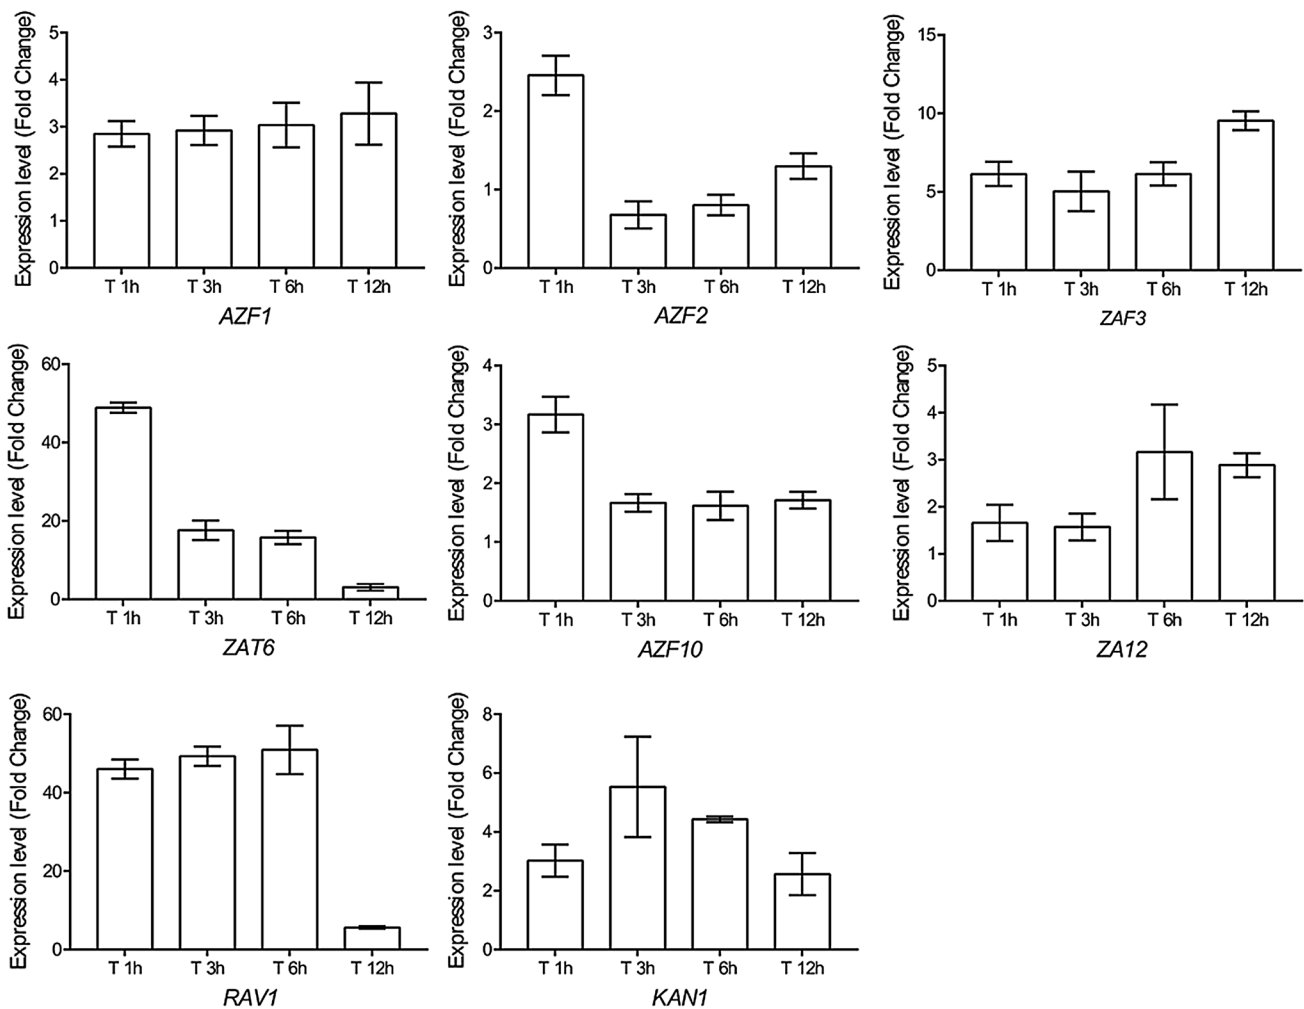 Expression level (Fold Change)
5
4
3
2
1
0
T 1h T 3h T 6h T 12h
AZF1
Expression level (Fold Change)
3
2
1
0
T 1h T 3h T 6h T 12h
AZF2
Expression level (Fold Change)
15
10
5
0
T 1h T 3h T 6h T 12h
ZAF3
Expression level (Fold Change)
60
40
20
0
T 1h T 3h T 6h T 12h
ZAT6
Expression level (Fold Change)
4
3
2
1
0
T 1h T 3h T 6h T 12h
AZF10
Expression level (Fold Change)
5
4
3
2
1
0
T 1h T 3h T 6h T 12h
ZA12
Expression level (Fold Change)
60
40
20
0
T 1h T 3h T 6h T 12h
RAV1
Expression level (Fold Change)
8
6
4
2
0
T 1h T 3h T 6h T 12h
KAN1